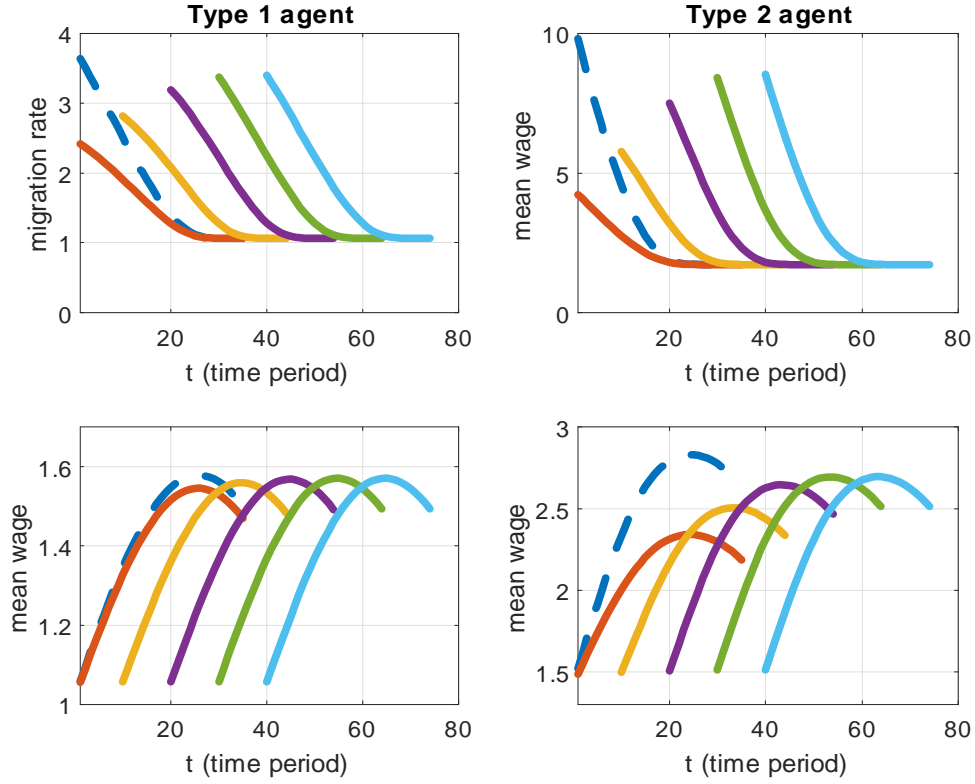 Type 1 agent
Type 2 agent
4
3
2
1
0
migration rate
20 40 60 80
t (time period)
10
5
0
mean wage
20 40 60 80
t (time period)
1.6
1.4
1.2
1
mean wage
20 40 60 80
t (time period)
3
2.5
2
1.5
mean wage
20 40 60 80
t (time period)